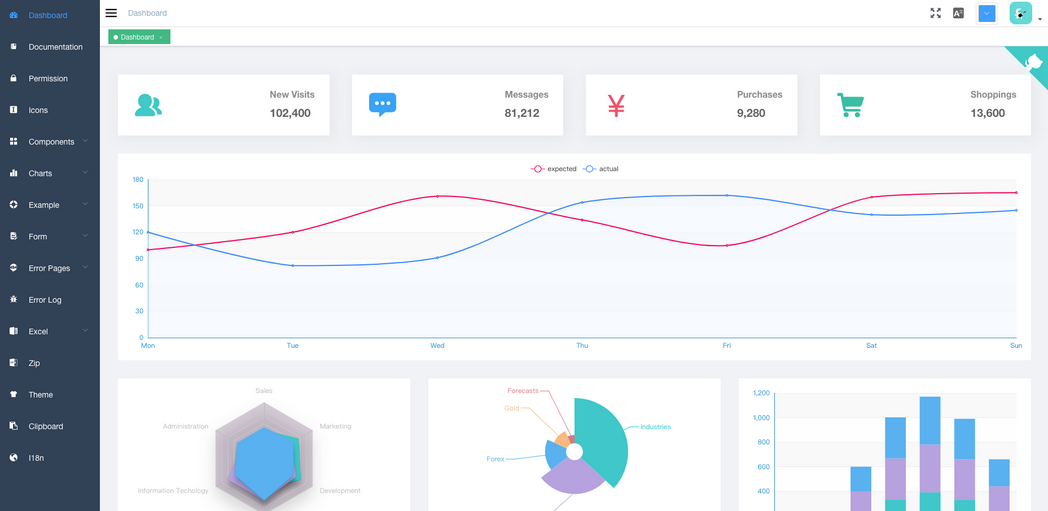 Dashboard
Documentation
Permission
Icons
Components
Charts
Example
Form
Error Pages
Error Log
Excel
Zip
Theme
Clipboard
I18n
Dashboard
Dashboard ×
New Visits
102,400
Messages
81,212
Purchases
9,280
Shoppings
13,600
expected actual
180
150
120
90
60
30
0
Mon Tue Wed Thu Fri Sat Sun
Sales
Administration
Marketing
Information Techology
Development
Forecasts
Gold
Industries
Forex
1,200
1,000
800
600
400